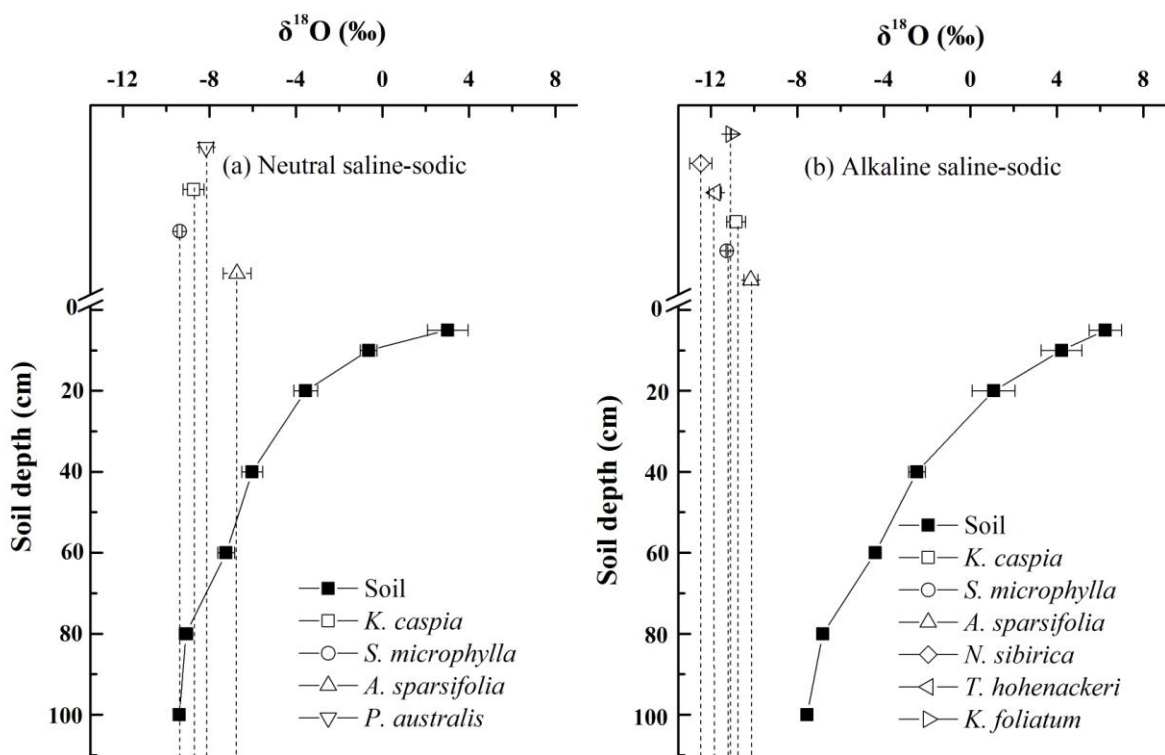 δ¹⁸O (‰)
-12 -8 -4 0 4 8
(a) Neutral saline-sodic
Soil depth (cm)
0
20
40
60
80
100
Soil
K. caspia
S. microphylla
A. sparsifolia
P. australis
δ¹⁸O (‰)
-12 -8 -4 0 4 8
(b) Alkaline saline-sodic
Soil depth (cm)
0
20
40
60
80
100
Soil
K. caspia
S. microphylla
A. sparsifolia
N. sibirica
T. hohenackeri
K. foliatum